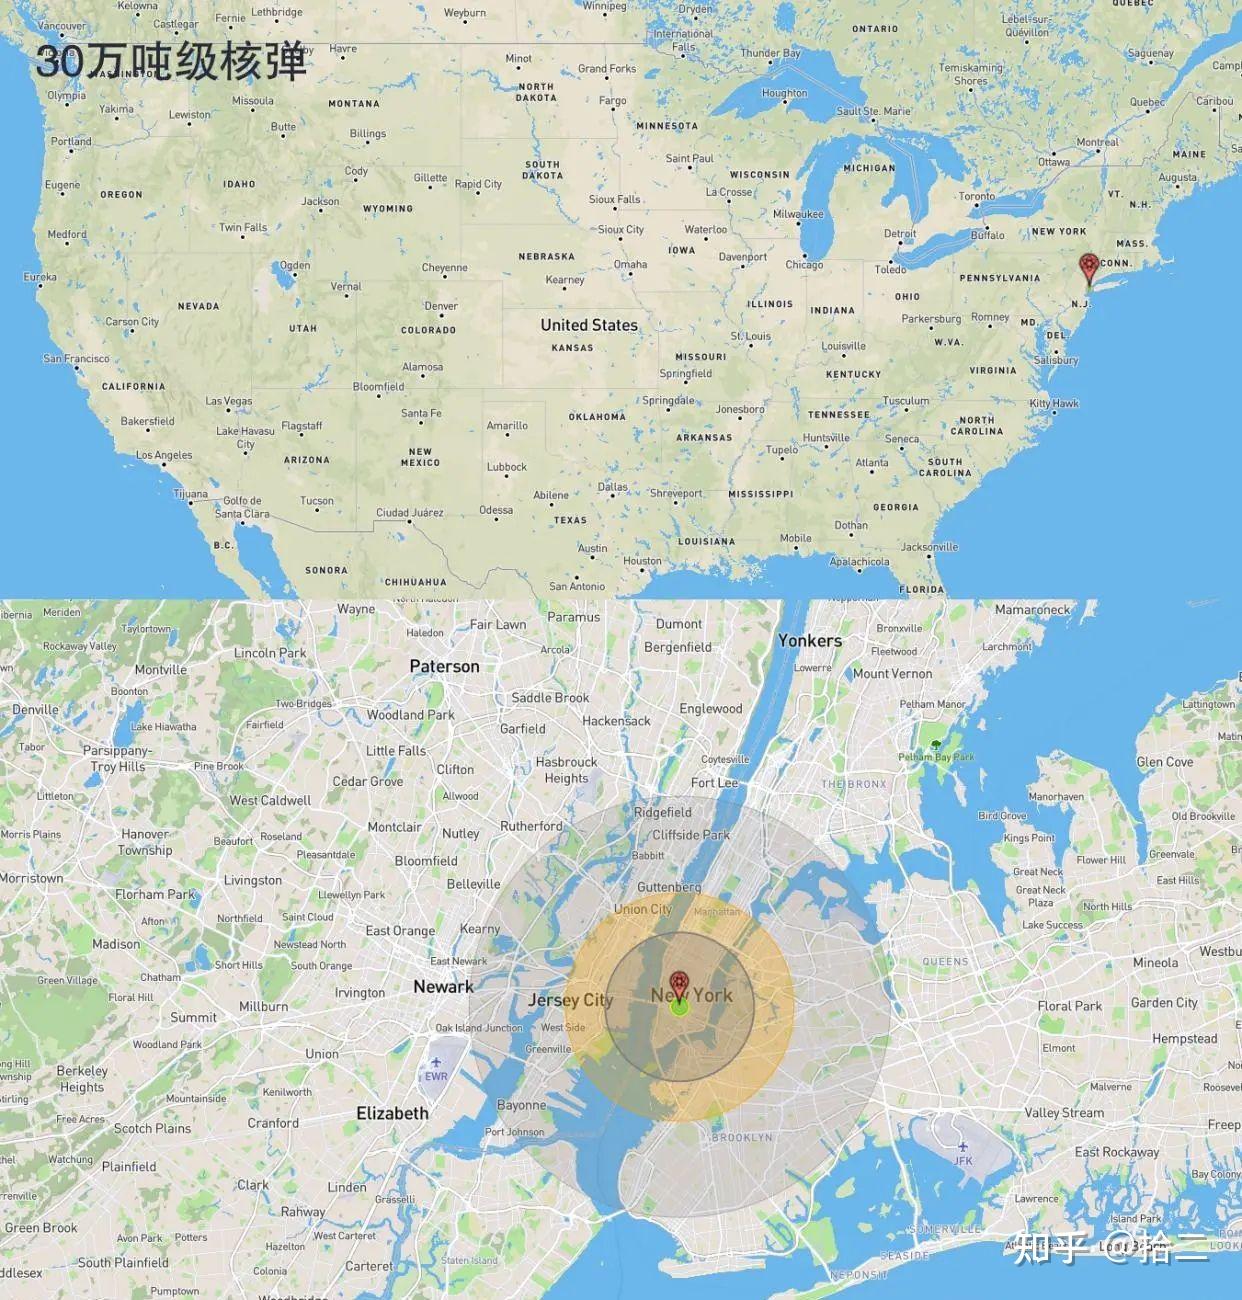 30万吨级核弹
Kelowna
Lethbridge
Weyburn
Winnipeg
Dryden
QUEBEC
Vancouver
Castlegar
Fernie
ONTARIO
International
Falls
Havre
Minot
Grand Forks
Thunder Bay
Lebel-sur-
Quévillon
Saguenay
Temiskaming
Shores
WASHINGTON
Olympia
Yakima
Lewiston
Missoula
Butte
MONTANA
Billings
NORTH
DAKOTA
Fargo
MINNESOTA
Houghton
Sault Ste. Marie
Quebec
Caribou
Portland
Eugene
OREGON
IDAHO
Cody
Jackson
WYOMING
Gillette
Rapid City
SOUTH
DAKOTA
Saint Paul
WISCONSIN
La Crosse
MICHIGAN
Ottawa
Montreal
MAINE
Augusta
VT.
N.H.
Medford
Twin Falls
Sioux Falls
Sioux City
Waterloo
Milwaukee
Toronto
Buffalo
NEW YORK
MASS.
Eureka
Ogden
Vernal
Cheyenne
NEBRASKA
Kearney
Omaha
IOWA
Davenport
Chicago
Detroit
Toledo
PENNSYLVANIA
CONN.
N.J.
NEVADA
Carson City
UTAH
Denver
COLORADO
United States
KANSAS
ILLINOIS
INDIANA
OHIO
Parkersburg
Romney
MD.
DEL.
W.VA.
San Francisco
CALIFORNIA
Alamosa
Bloomfield
St. Louis
MISSOURI
Springfield
Louisville
KENTUCKY
VIRGINIA
Salisbury
Bakersfield
Las Vegas
Lake Havasu
City
Flagstaff
Santa Fe
Amarillo
OKLAHOMA
Springdale
Jonesboro
TENNESSEE
Tusculum
Kitty Hawk
NORTH
CAROLINA
Los Angeles
ARIZONA
NEW
MEXICO
Lubbock
ARKANSAS
Tupelo
Huntsville
Seneca
Atlanta
SOUTH
CAROLINA
Tijuana
Golfo de
Santa Clara
Tucson
Ciudad Juárez
Odessa
Abilene
Dallas
Shreveport
MISSISSIPPI
GEORGIA
TEXAS
Dothan
B.C.
SONORA
CHIHUAHUA
Austin
Houston
San Antonio
LOUISIANA
Mobile
Apalachicola
Jacksonville
FLORIDA
Meriden
Wayne
Paramus
Mamaroneck
Taylortown
Haledon
Fair Lawn
Dumont
Yonkers
Bronxville
Fleetwood
Larchmont
Rockaway Valley
Lincoln Park
Paterson
Arcola
Bergenfield
Lowerre
Mount Vernon
Montville
Boonton
Denville
Two Bridges
Woodland Park
Saddle Brook
Garfield
Hackensack
Englewood
Pelham Manor
Lattingtown
Tabor
Lake Hiawatha
Fairfield
Parsippany-
Troy Hills
Pine Brook
Little Falls
Clifton
Cedar Grove
Hasbrouck
Heights
Coytesville
Fort Lee
THE BRONX
Pelham Bay Park
Glen Cove
Littleton
West Caldwell
Allwood
Manorhaven
Morris Plains
Hanover
Township
Beaufort
Roseland
Pleasantdale
Montclair
Nutley
Rutherford
Ridgefield
Cliffside Park
Bird Grove
Kings Point
Old Brookville
Morristown
Livingston
Bloomfield
Babbitt
Great Neck
Flower Hill
Greenvale
Florham Park
Llewellyn Park
Belleville
Guttenberg
Great Neck
Plaza
East Hills
Afton
Northfield
Saint Cloud
East Orange
Kearny
Union City
Manhattan
Lake Success
North Hills
Madison
Newstead North
East Newark
QUEENS
Mineola
Green Village
Chatham
Short Hills
South Orange
Newark
Jersey City
New York
Floral Hill
Millburn
Irvington
Floral Park
Garden City
Summit
Oak Island Junction
West Side
Woodland Park
Union
Greenville
Elmont
Hempstead
Berkeley
Heights
EWR
Mountainside
Kenilworth
Bayonne
Malverne
Free Acres
Elizabeth
Valley Stream
Scotch Plains
Cranford
Port Johnson
BROOKLYN
JFK
East Rockaway
Watchung
Plainfield
Clark
Linden
Grasselli
Lawrence
Bay Colony
Rahway
Green Brook
Avon Park
Potters
West Carteret
Island Park
Hazelton
SOMERVILLE
SEASIDE
South Plainfield
Colonia
Carteret
Staten Island
NEPONSIT
Pumptown
知乎 @拾二